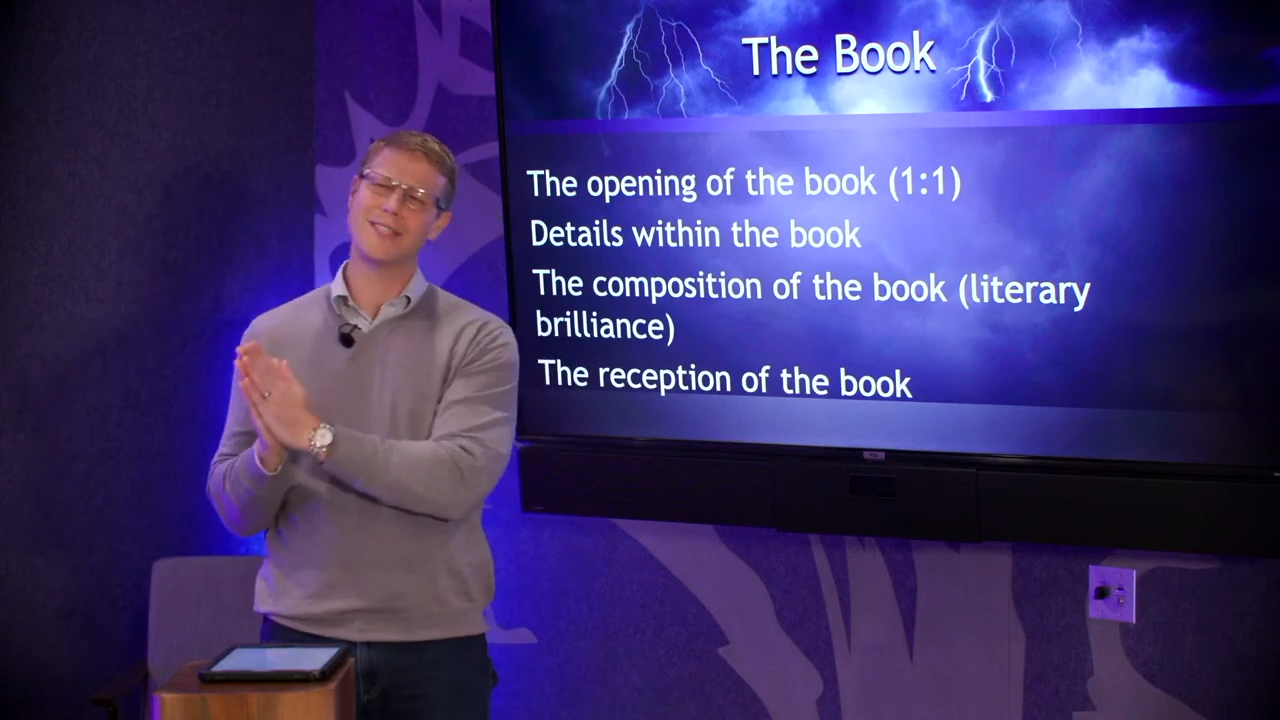 The Book
The opening of the book (1:1)
Details within the book
The composition of the book (literary
brilliance)
The reception of the book